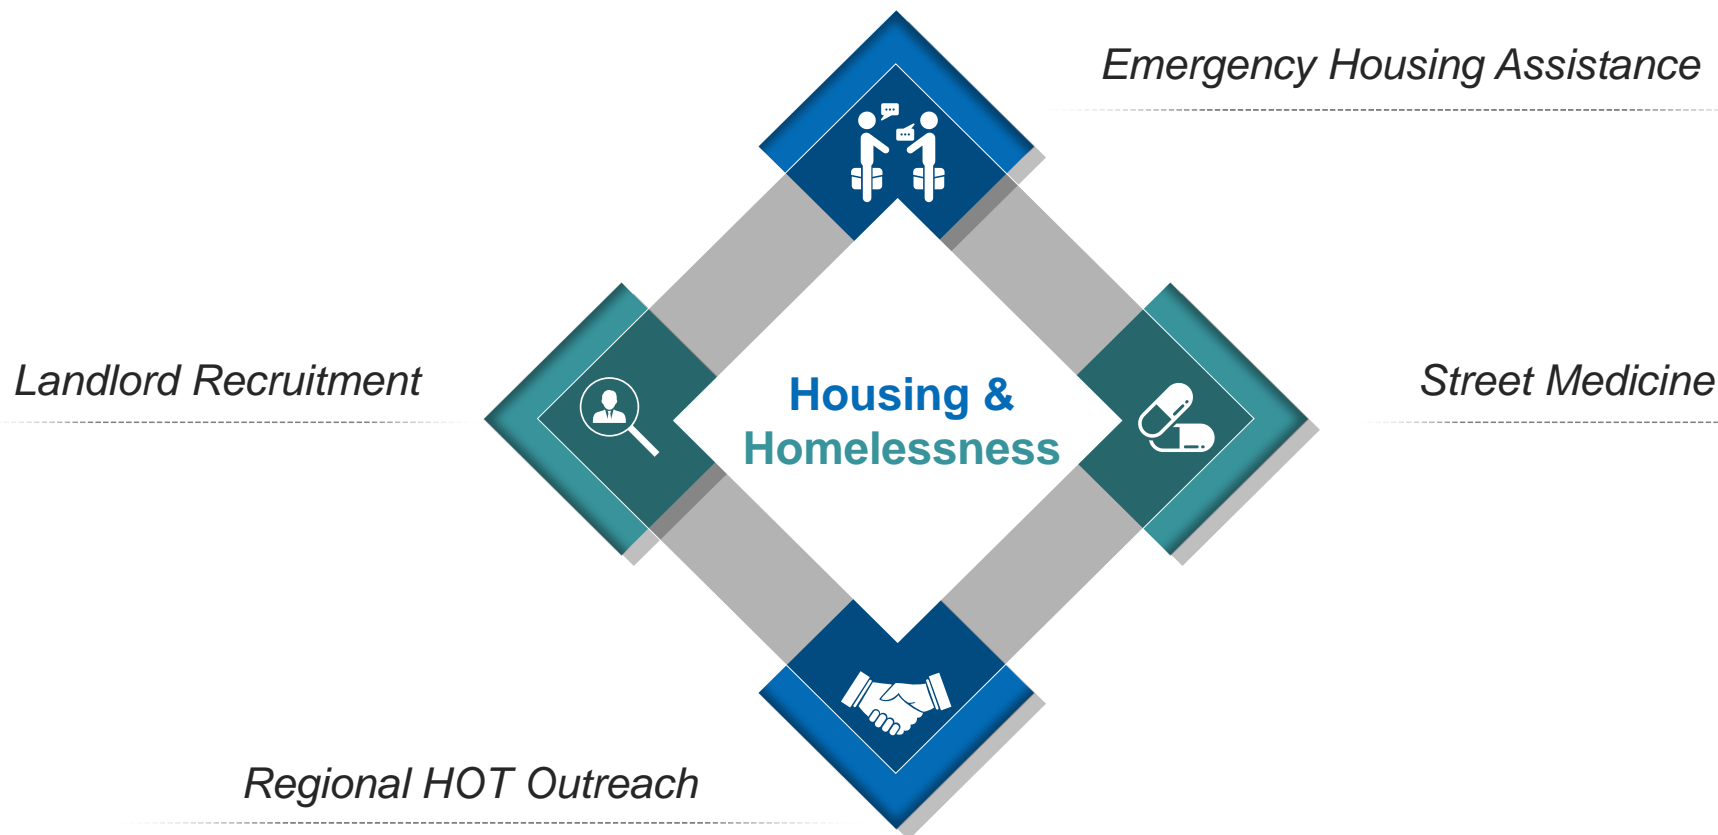 Emergency Housing Assistance
Landlord Recruitment
Housing &
Homelessness
Street Medicine
Regional HOT Outreach